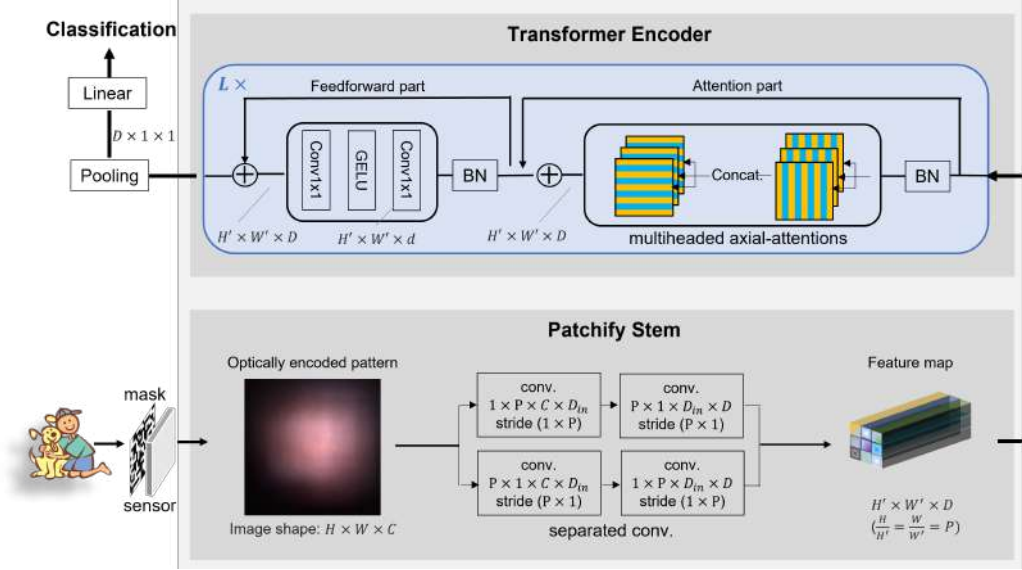 Classification
Linear
D × 1 × 1
Pooling
Transformer Encoder
L ×
Feedforward part
Attention part
Conv1x1
GELU
Conv1x1
BN
Concat.
BN
H′ × W′ × D
H′ × W′ × d
H′ × W′ × D
multiheaded axial-attentions
Patchify Stem
mask
sensor
Optically encoded pattern
Image shape: H × W × C
conv.
1 × P × C × D_in
stride (1 × P)
conv.
P × 1 × D_in × D
stride (P × 1)
conv.
P × 1 × C × D_in
stride (P × 1)
conv.
1 × P × D_in × D
stride (1 × P)
separated conv.
Feature map
H′ × W′ × D
(H/H′ = W/W′ = P)